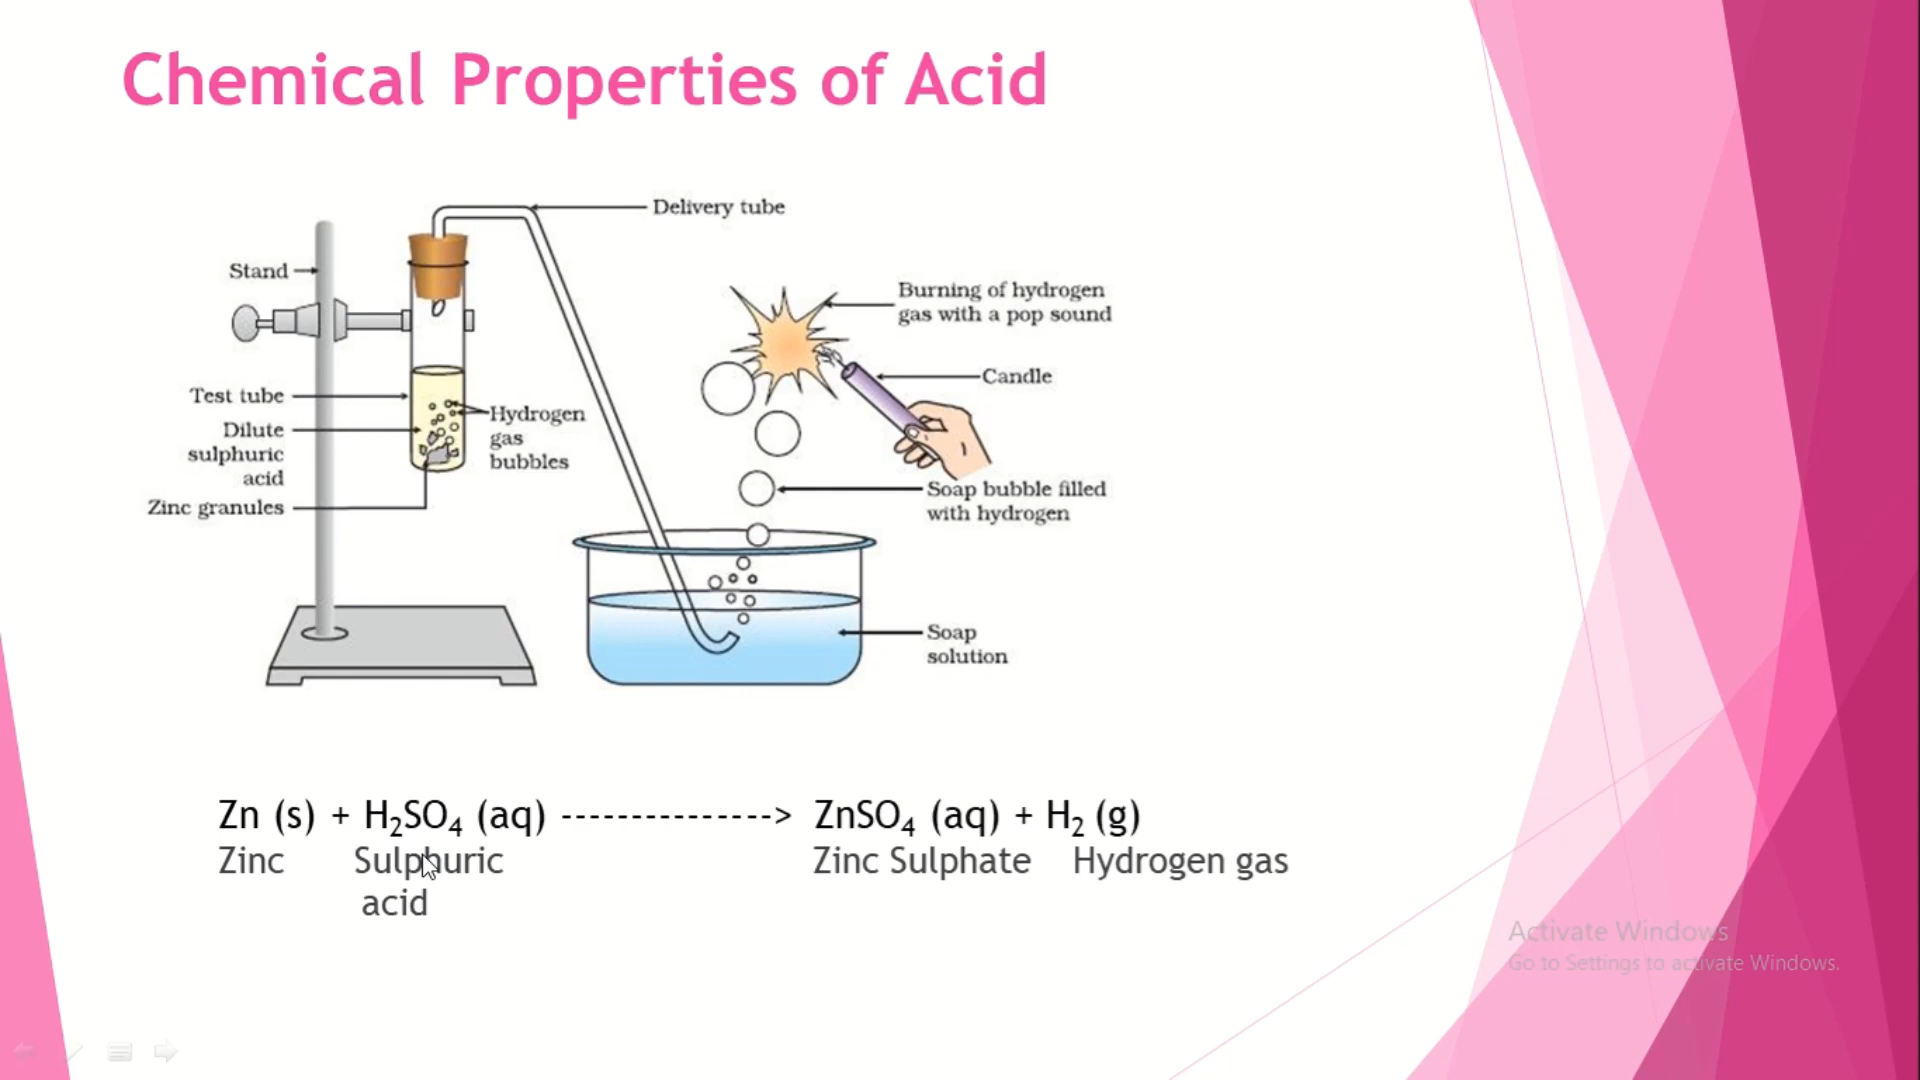 Chemical Properties of Acid
Delivery tube
Stand
Burning of hydrogen
gas with a pop sound
Candle
Test tube
Hydrogen
gas
bubbles
Dilute
sulphuric
acid
Zinc granules
Soap bubble filled
with hydrogen
Soap
solution
Zn (s) + H₂SO₄ (aq) ---------------> ZnSO₄ (aq) + H₂ (g)
Zinc Sulphuric Zinc Sulphate Hydrogen gas
acid
Activate Windows
Go to Settings to activate Windows.